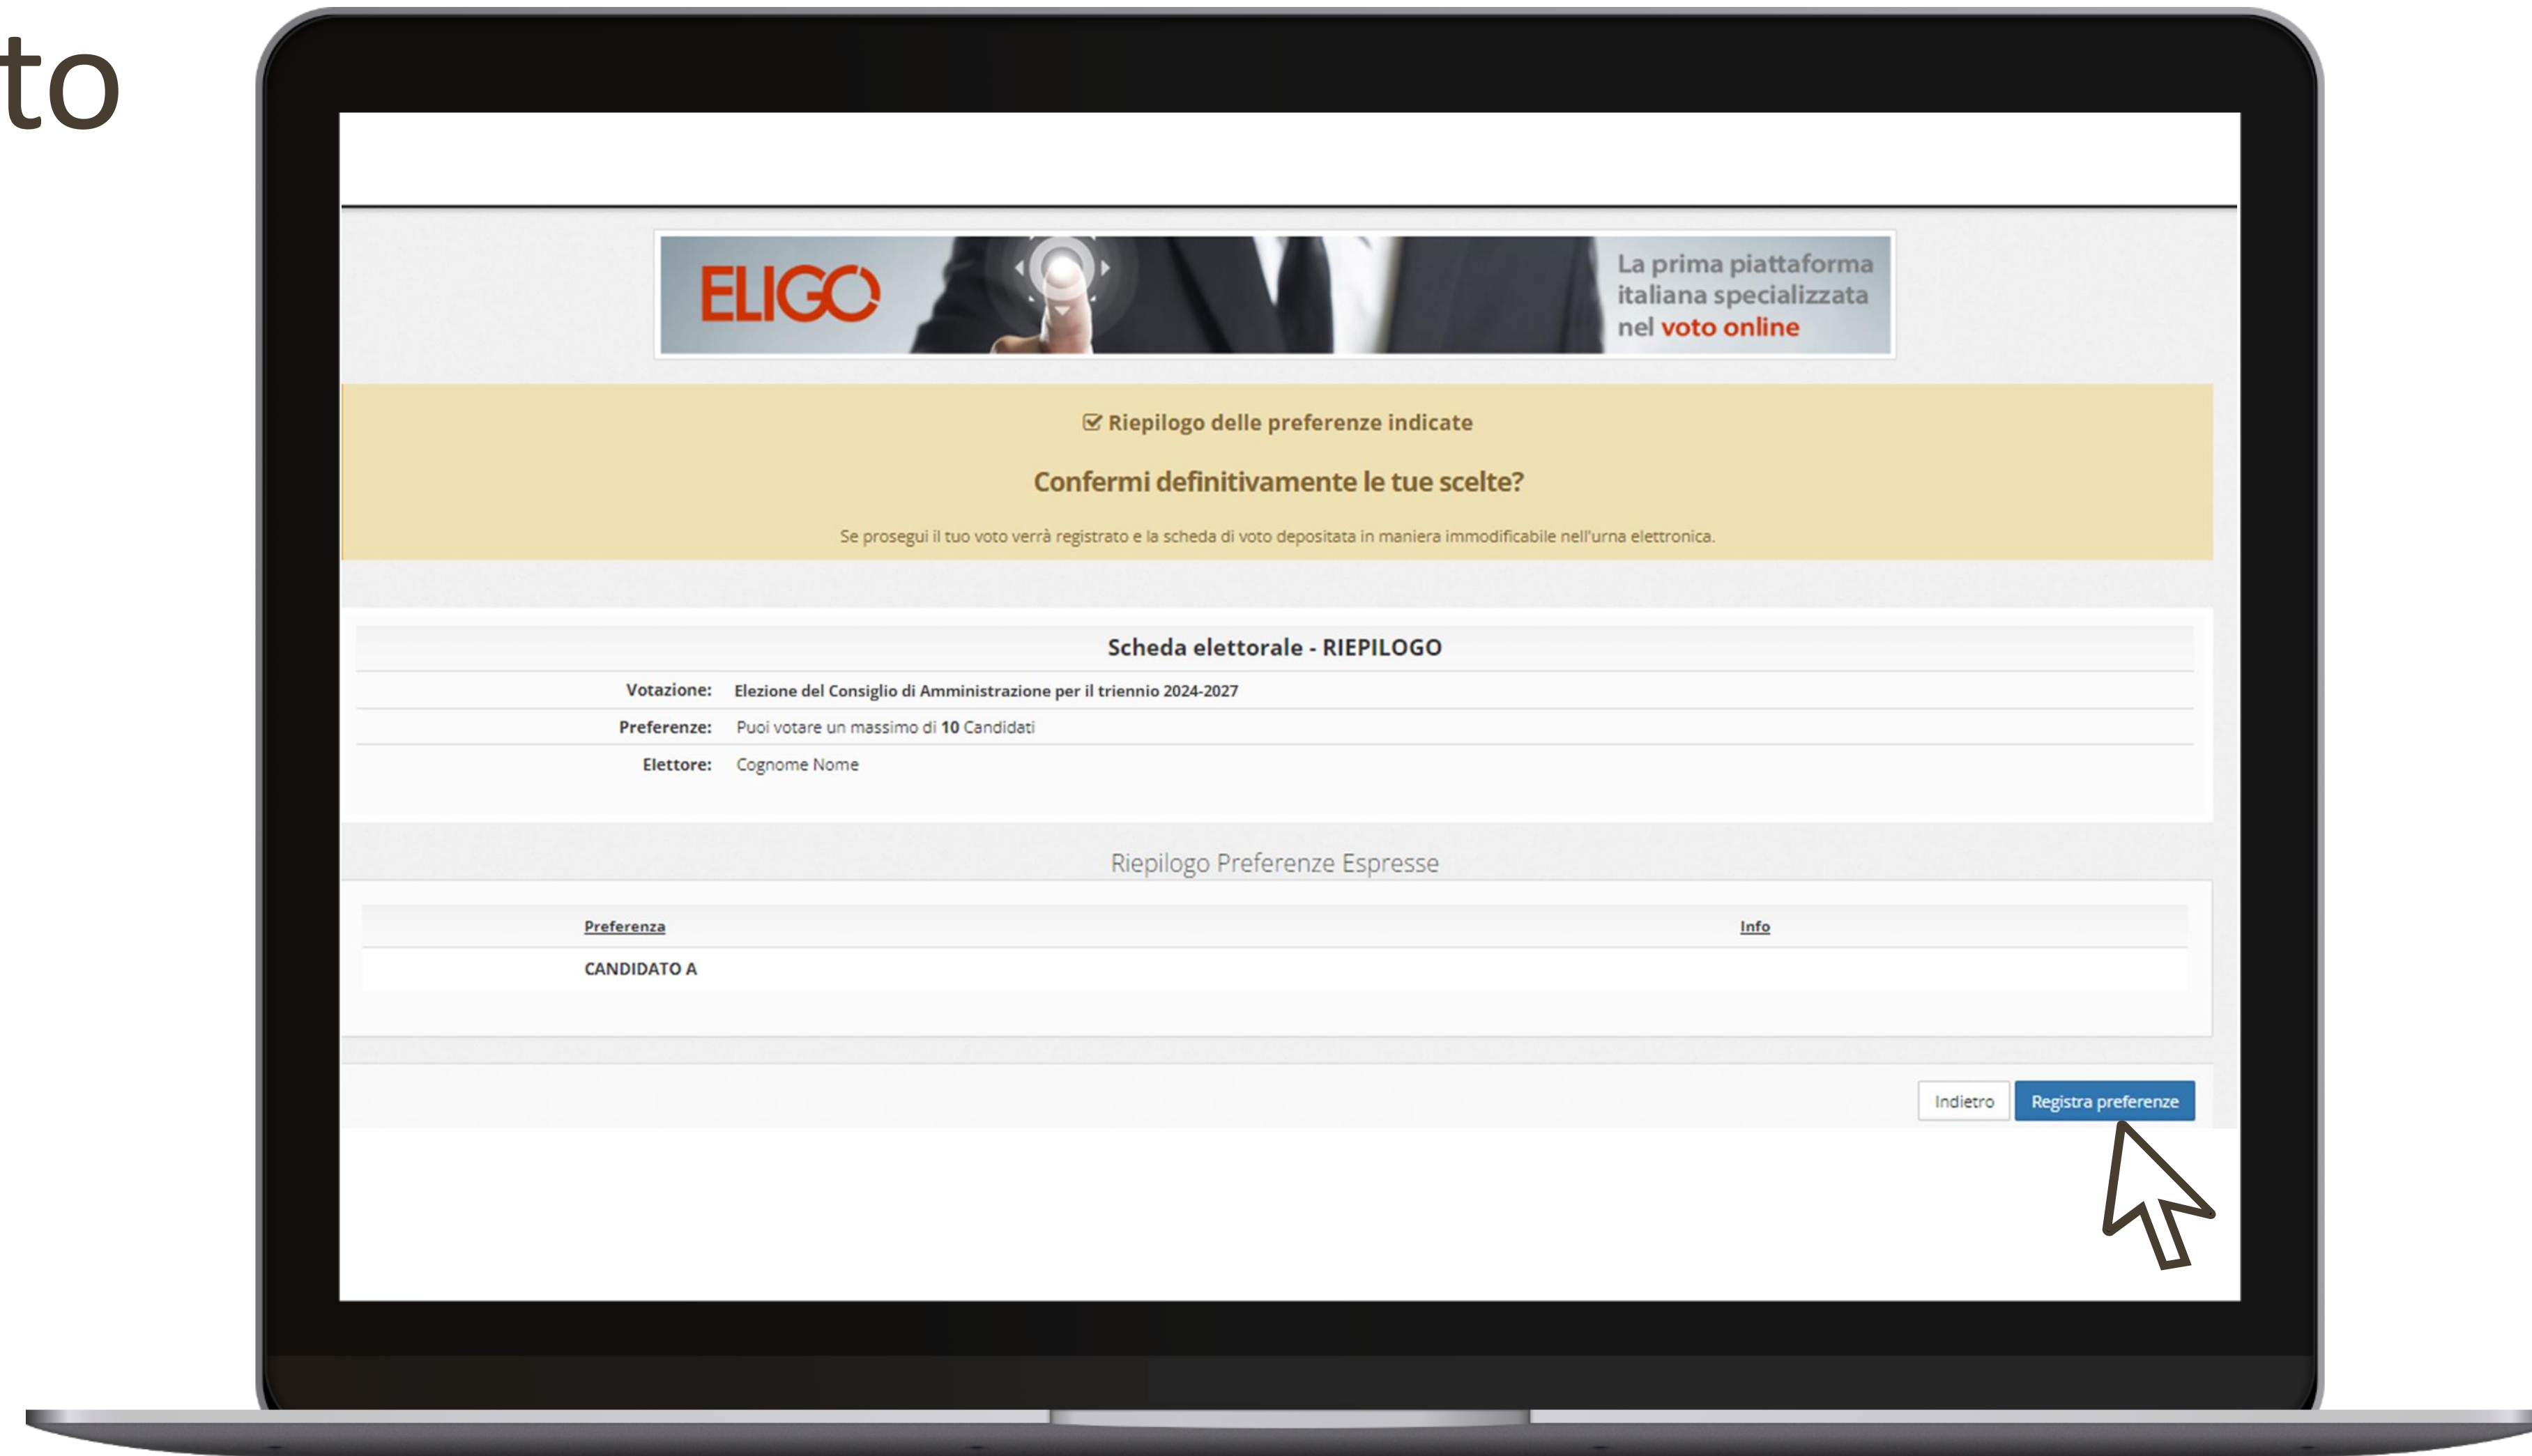 to
ELIGO
La prima piattaforma
italiana specializzata
nel voto online
Riepilogo delle preferenze indicate
Confermi definitivamente le tue scelte?
Se prosegui il tuo voto verrà registrato e la scheda di voto depositata in maniera immodificabile nell'urna elettronica.
Scheda elettorale - RIEPILOGO
Votazione: Elezione del Consiglio di Amministrazione per il triennio 2024-2027
Preferenze: Puoi votare un massimo di 10 Candidati
Elettore: Cognome Nome
Riepilogo Preferenze Espresse
Preferenza Info
CANDIDATO A
Indietro Registra preferenze